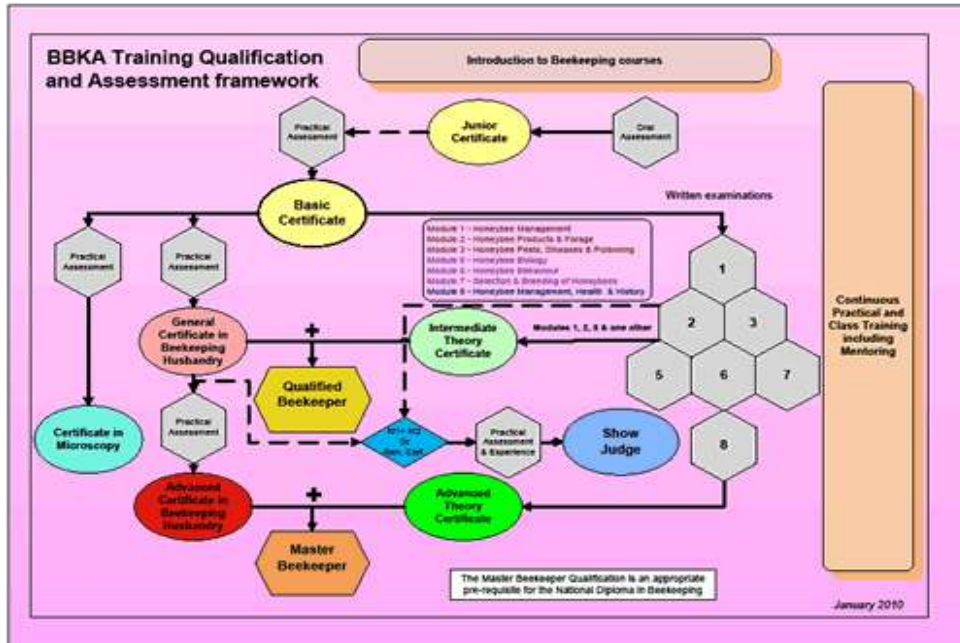 BBKA Training Qualification
and Assessment framework
Introduction to Beekeeping courses
Practical
Assessment
Junior
Certificate
Oral
Assessment
Basic
Certificate
Written examinations
Practical
Assessment
Practical
Assessment
Module 1 - Honeybee Management
Module 2 - Honeybee Products & Forage
Module 3 - Honeybee Pests, Diseases & Poisoning
Module 5 - Honeybee Biology
Module 6 - Honeybee Behaviour
Module 7 - Selection & Breeding of Honeybees
Module 8 - Honeybee Management, Health & History
1
2
3
5
6
7
8
Continuous
Practical and
Class Training
including
Mentoring
General
Certificate in
Beekeeping
Husbandry
+
Intermediate
Theory
Certificate
Modules 1, 2, & one other
Qualified
Beekeeper
Certificate in
Microscopy
Practical
Assessment
Or
Gen. Cert.
Practical
Assessment
& Experience
Show
Judge
Advanced
Certificate in
Beekeeping
Husbandry
+
Advanced
Theory
Certificate
Master
Beekeeper
The Master Beekeeper Qualification is an appropriate
pre-requisite for the National Diploma in Beekeeping
January 2010